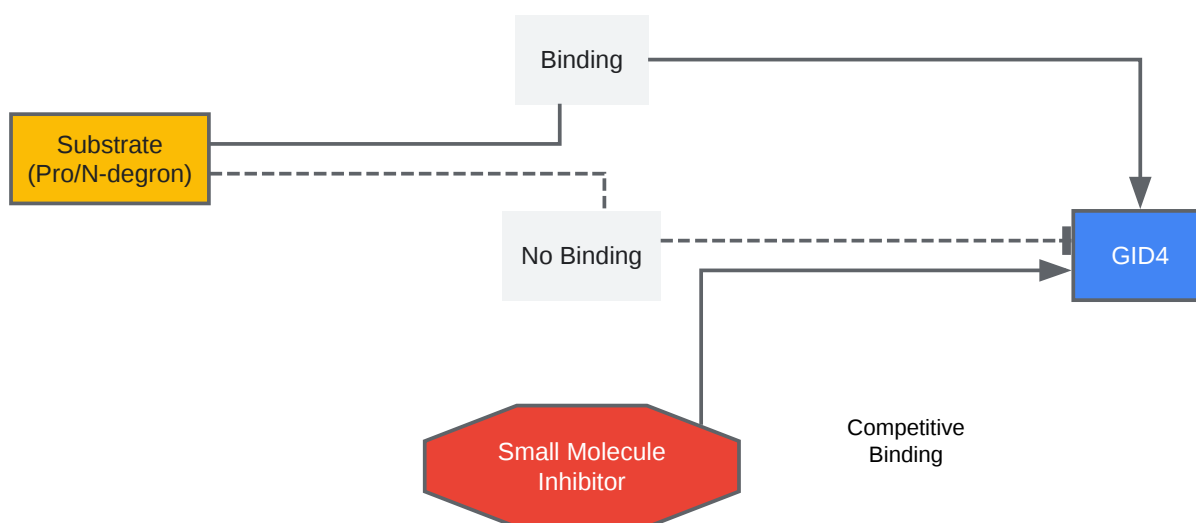 Binding
Substrate
(Pro/N-degron)
No Binding
GID4
Small Molecule
Inhibitor
Competitive
Binding